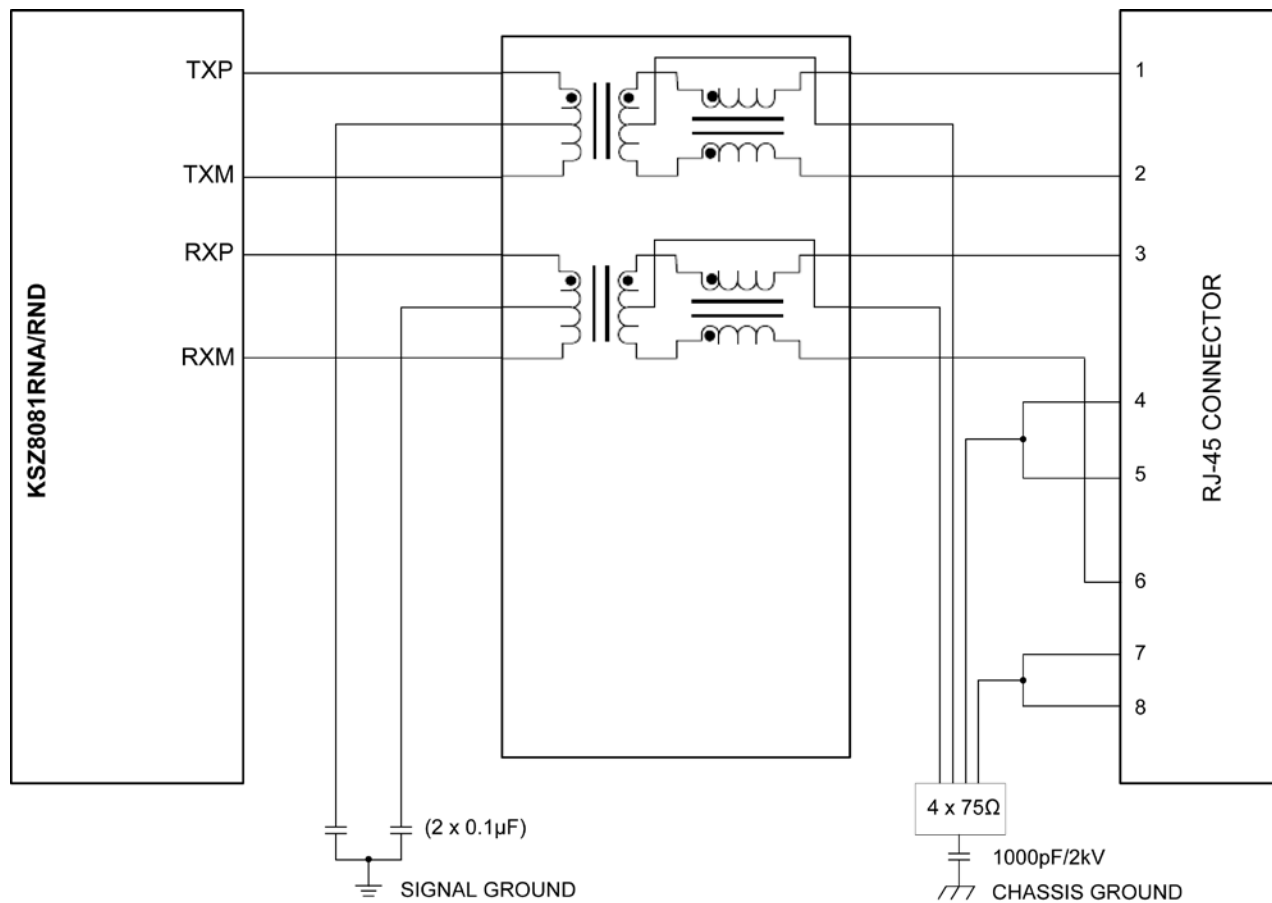 KSZ8081RNA/RND
TXP
TXM
RXP
RXM
1
2
3
4
5
6
7
8
RJ-45 CONNECTOR
(2 x 0.1µF)
SIGNAL GROUND
4 x 75Ω
1000pF/2kV
CHASSIS GROUND